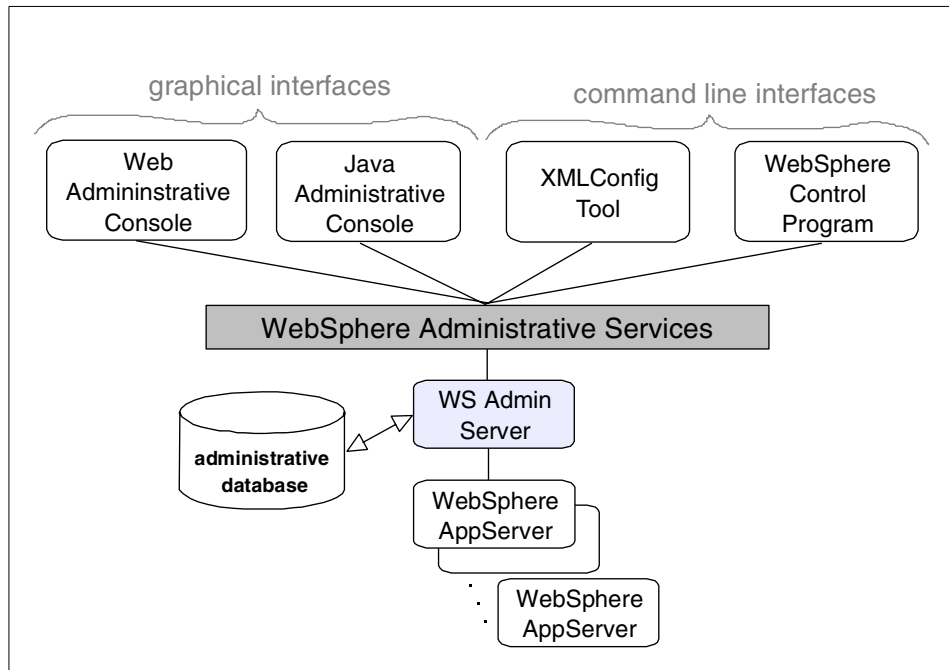 graphical interfaces
command line interfaces
Web
Admininstrative
Console
Java
Administrative
Console
XMLConfig
Tool
WebSphere
Control
Program
WebSphere Administrative Services
WS Admin
Server
administrative
database
WebSphere
AppServer
WebSphere
AppServer